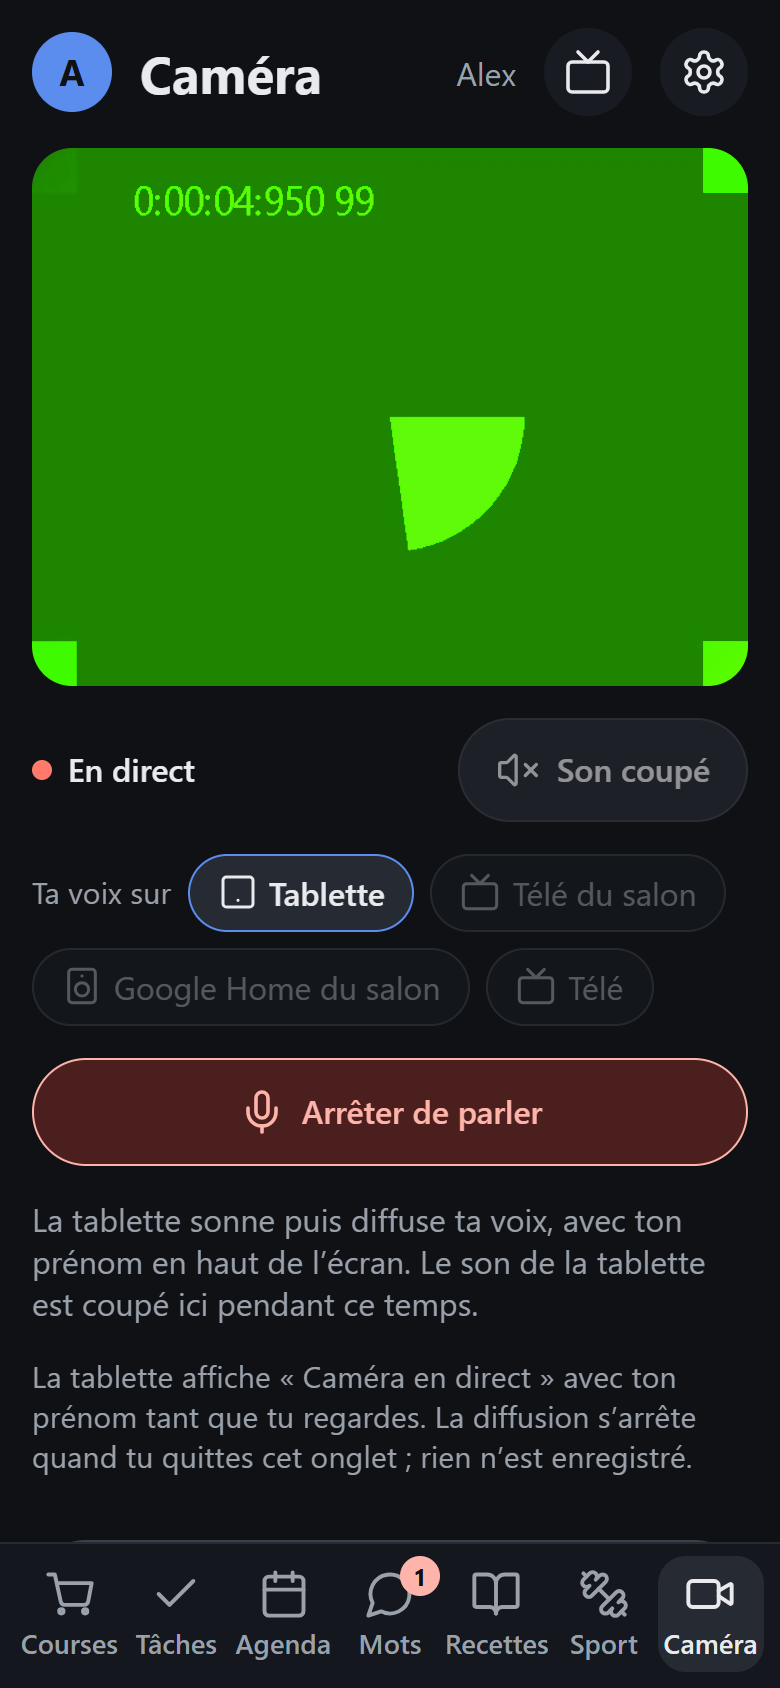 A
Caméra
Alex
0:00:04:950 99
En direct
Son coupé
Ta voix sur
Tablette
Télé du salon
Google Home du salon
Télé
Arrêter de parler
La tablette sonne puis diffuse ta voix, avec ton
prénom en haut de l’écran. Le son de la tablette
est coupé ici pendant ce temps.
La tablette affiche « Caméra en direct » avec ton
prénom tant que tu regardes. La diffusion s’arrête
quand tu quittes cet onglet ; rien n’est enregistré.
1
Courses
Tâches
Agenda
Mots
Recettes
Sport
Caméra